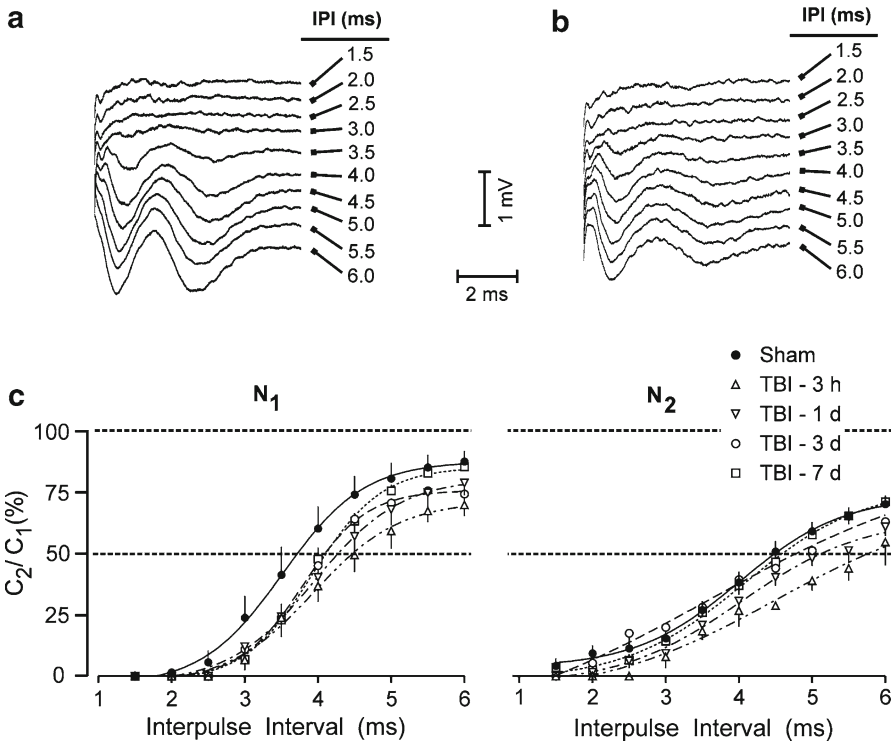 a
IPI (ms)
1.5
2.0
2.5
3.0
3.5
4.0
4.5
5.0
5.5
6.0
1 mV
2 ms
b
IPI (ms)
1.5
2.0
2.5
3.0
3.5
4.0
4.5
5.0
5.5
6.0
Sham
TBI - 3 h
TBI - 1 d
TBI - 3 d
TBI - 7 d
c
N1
N2
C2/ C1(%)
100
75
50
25
0
1 2 3 4 5 6
Interpulse Interval (ms)
1 2 3 4 5 6
Interpulse Interval (ms)